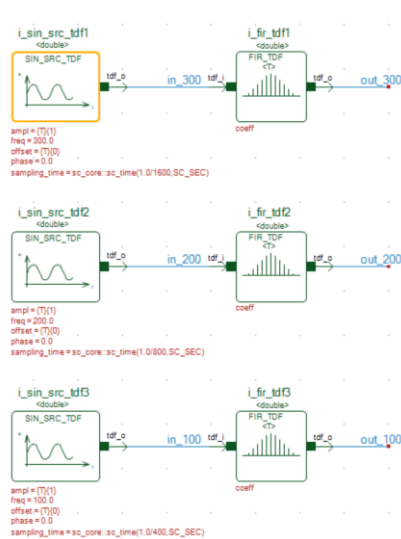 i_sin_src_tdf1
<double>
SIN_SRC_TDF
tdf_o
in_300
tdf_i
i_fir_tdf1
FIR_TDF
<T>
tdf_o
out_300
ampl = (T)(1)
freq = 300.0
offset = (T)(0)
phase = 0.0
sampling_time = sc_core::sc_time(1.0/1600,SC_SEC)
coeff
i_sin_src_tdf2
<double>
SIN_SRC_TDF
tdf_o
in_200
tdf_i
i_fir_tdf2
<double>
FIR_TDF
<T>
tdf_o
out_200
ampl = (T)(1)
freq = 200.0
offset = (T)(0)
phase = 0.0
sampling_time = sc_core::sc_time(1.0/800,SC_SEC)
coeff
i_sin_src_tdf3
<double>
SIN_SRC_TDF
tdf_o
in_100
tdf_i
i_fir_tdf3
<double>
FIR_TDF
<T>
tdf_o
out_100
ampl = (T)(1)
freq = 100.0
offset = (T)(0)
phase = 0.0
sampling_time = sc_core::sc_time(1.0/400,SC_SEC)
coeff